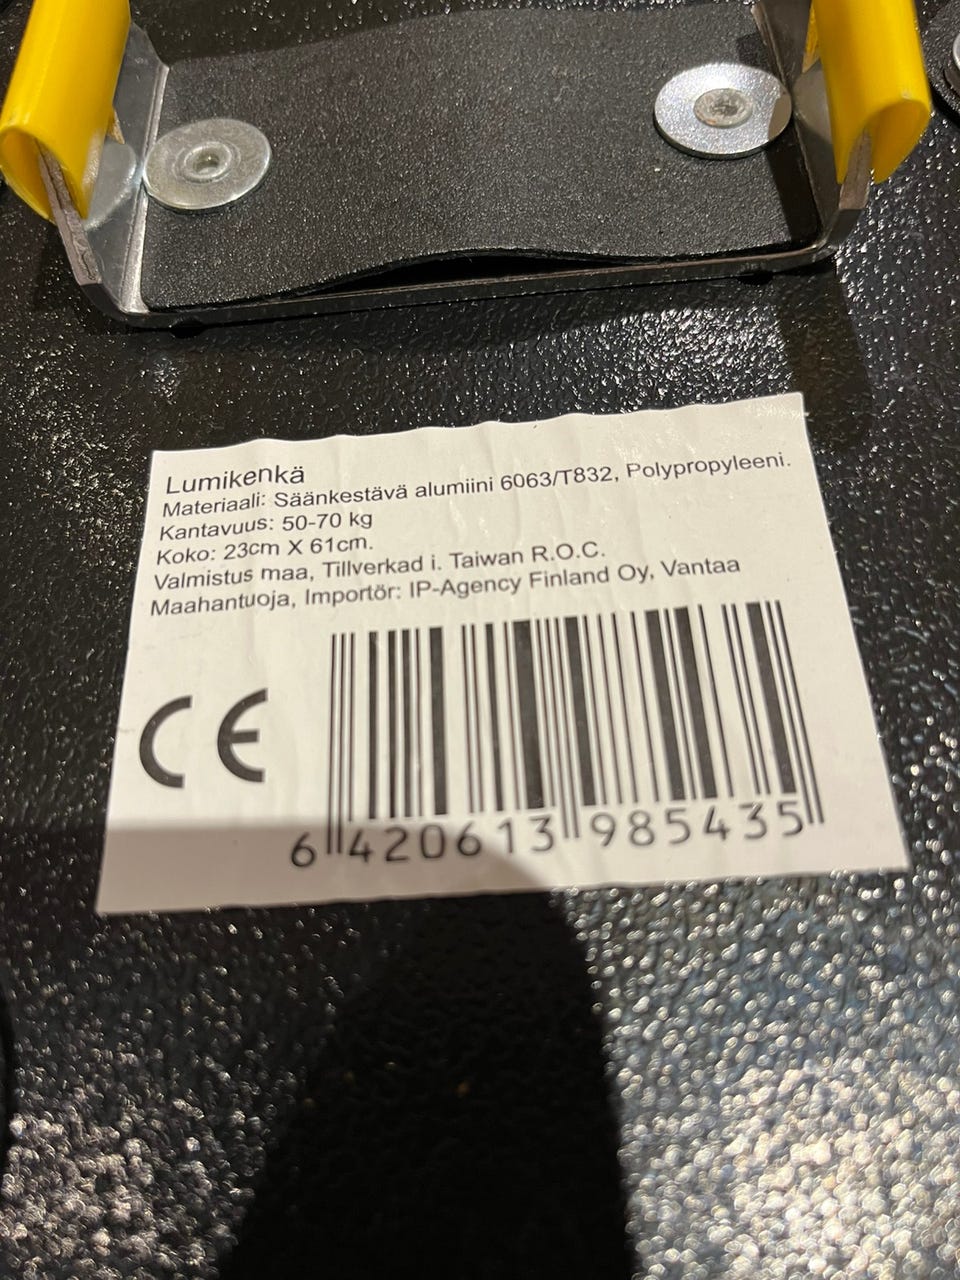 Lumikenkä
Materiaali: Säänkestävä alumiini 6063/T832, Polypropyleeni.
Kantavuus: 50-70 kg
Koko: 23cm X 61cm.
Valmistus maa, Tillverkad i. Taiwan R.O.C.
Maahantuoja, Importör: IP-Agency Finland Oy, Vantaa
CE
6 420613 985435